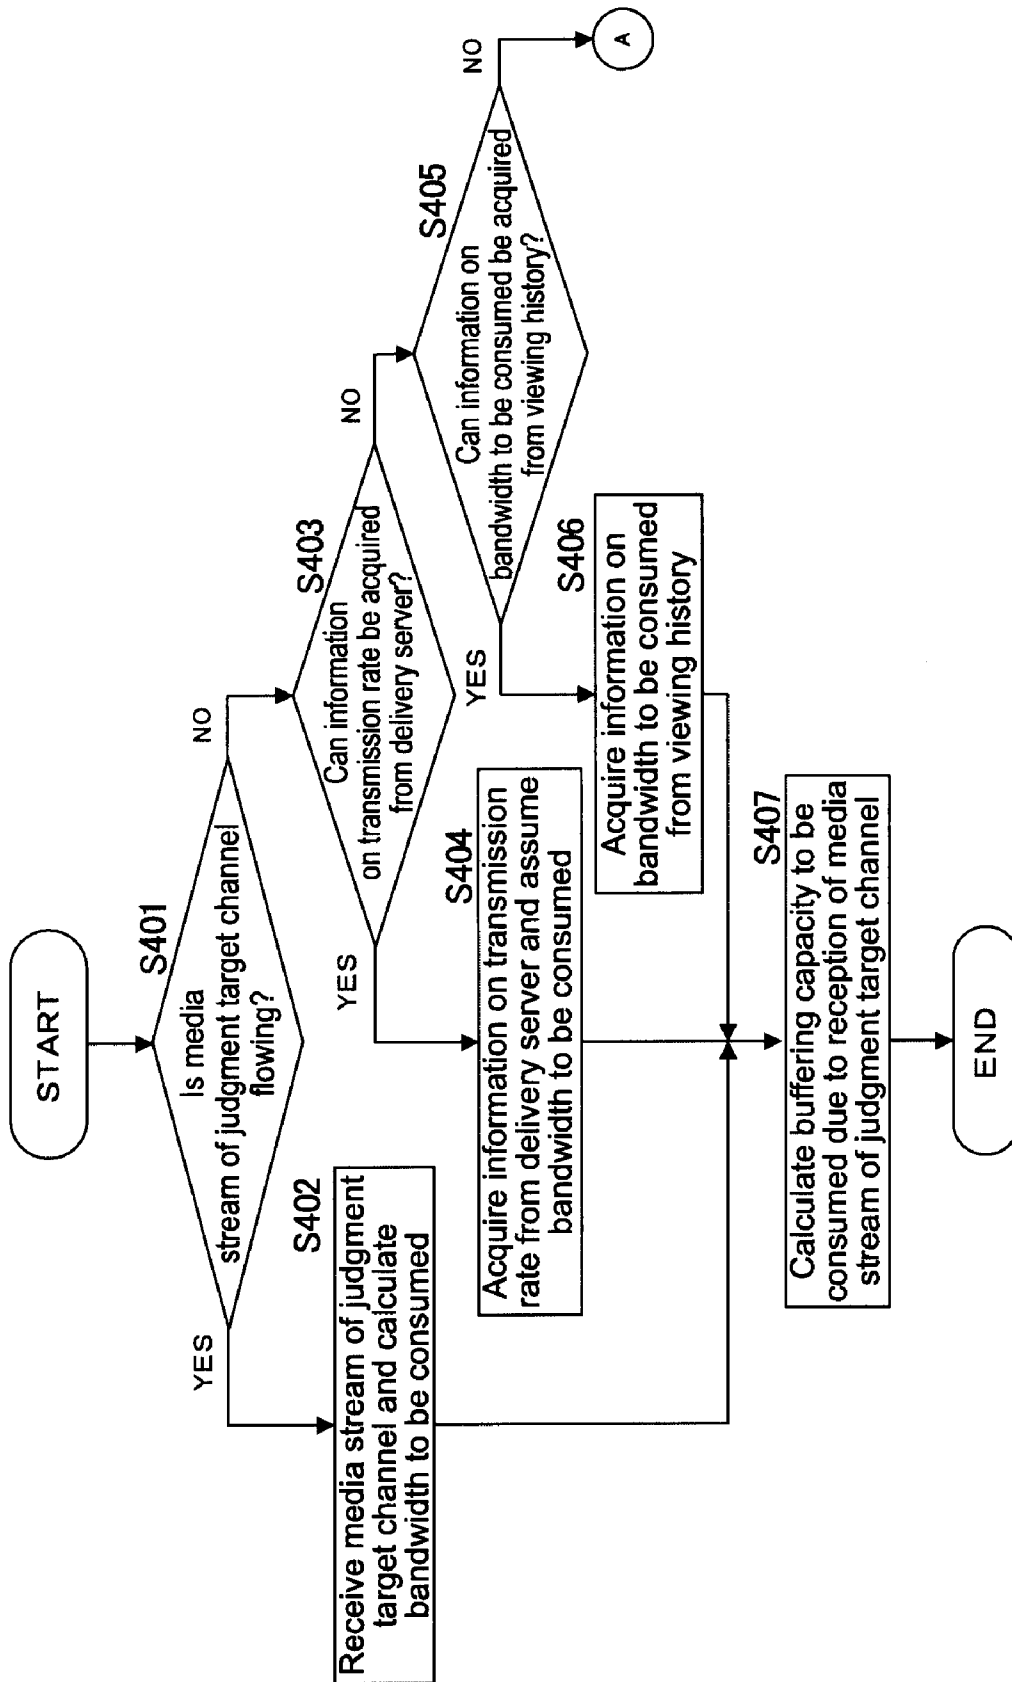 START
S401
Is media
stream of judgment target channel
flowing?
YES
NO
S402
Receive media stream of judgment
target channel and calculate
bandwidth to be consumed
S403
Can information
on transmission rate be acquired
from delivery server?
YES
NO
S404
Acquire information on transmission
rate from delivery server and assume
bandwidth to be consumed
S405
Can information on
bandwidth to be consumed be acquired
from viewing history?
YES
NO
A
S406
Acquire information on
bandwidth to be consumed
from viewing history
S407
Calculate buffering capacity to be
consumed due to reception of media
stream of judgment target channel
END